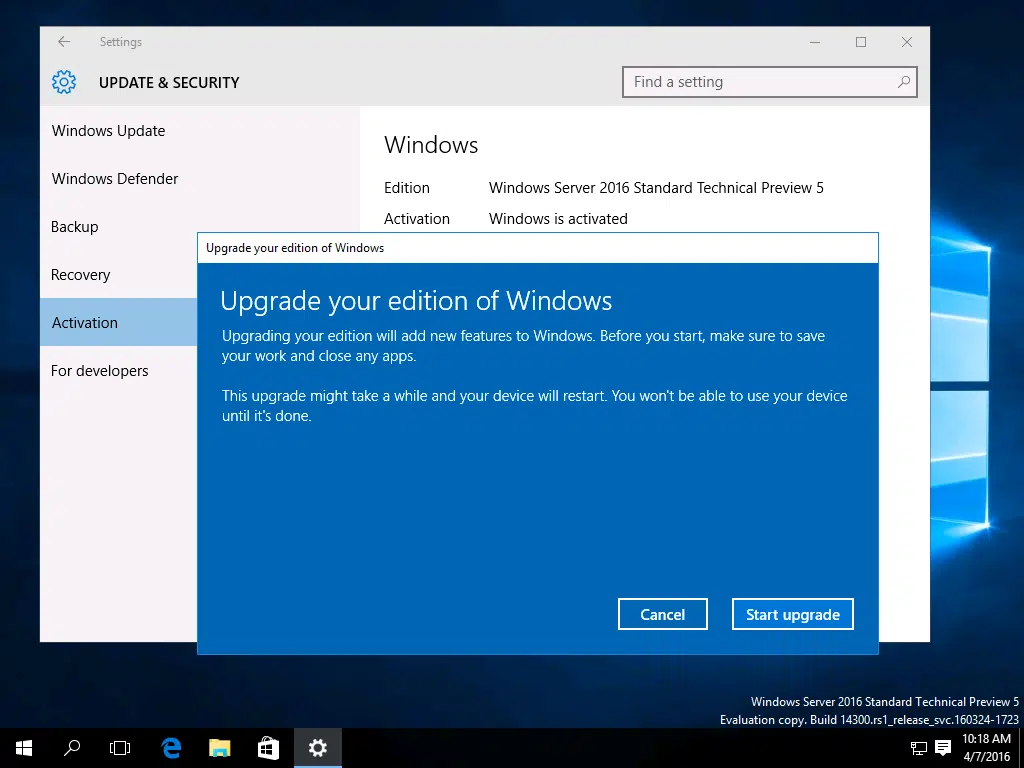 Settings
UPDATE & SECURITY
Find a setting
Windows Update
Windows Defender
Backup
Recovery
Activation
For developers
Windows
Edition Windows Server 2016 Standard Technical Preview 5
Activation Windows is activated
Upgrade your edition of Windows
Upgrade your edition of Windows
Upgrading your edition will add new features to Windows. Before you start, make sure to save
your work and close any apps.
This upgrade might take a while and your device will restart. You won't be able to use your device
until it's done.
Cancel Start upgrade
Windows Server 2016 Standard Technical Preview 5
Evaluation copy. Build 14300.rs1_release_svc.160324-1723
10:18 AM
4/7/2016